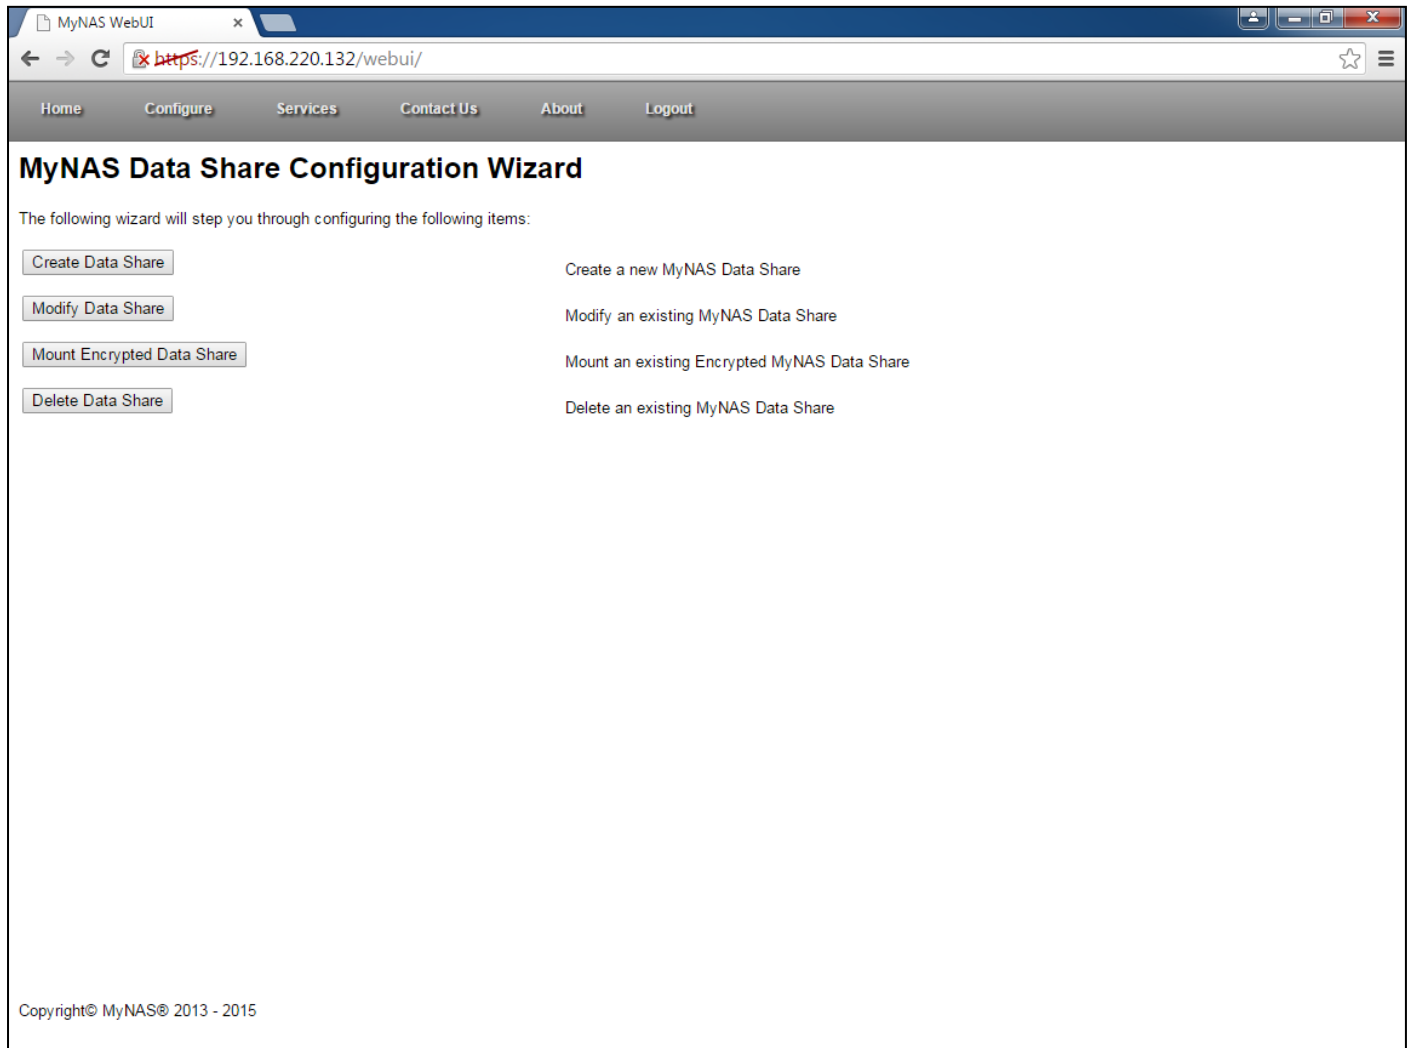 MyNAS WebUI
https://192.168.220.132/webui/
Home Configure Services Contact Us About Logout
MyNAS Data Share Configuration Wizard
The following wizard will step you through configuring the following items:
Create Data Share Create a new MyNAS Data Share
Modify Data Share Modify an existing MyNAS Data Share
Mount Encrypted Data Share Mount an existing Encrypted MyNAS Data Share
Delete Data Share Delete an existing MyNAS Data Share
Copyright© MyNAS® 2013 - 2015